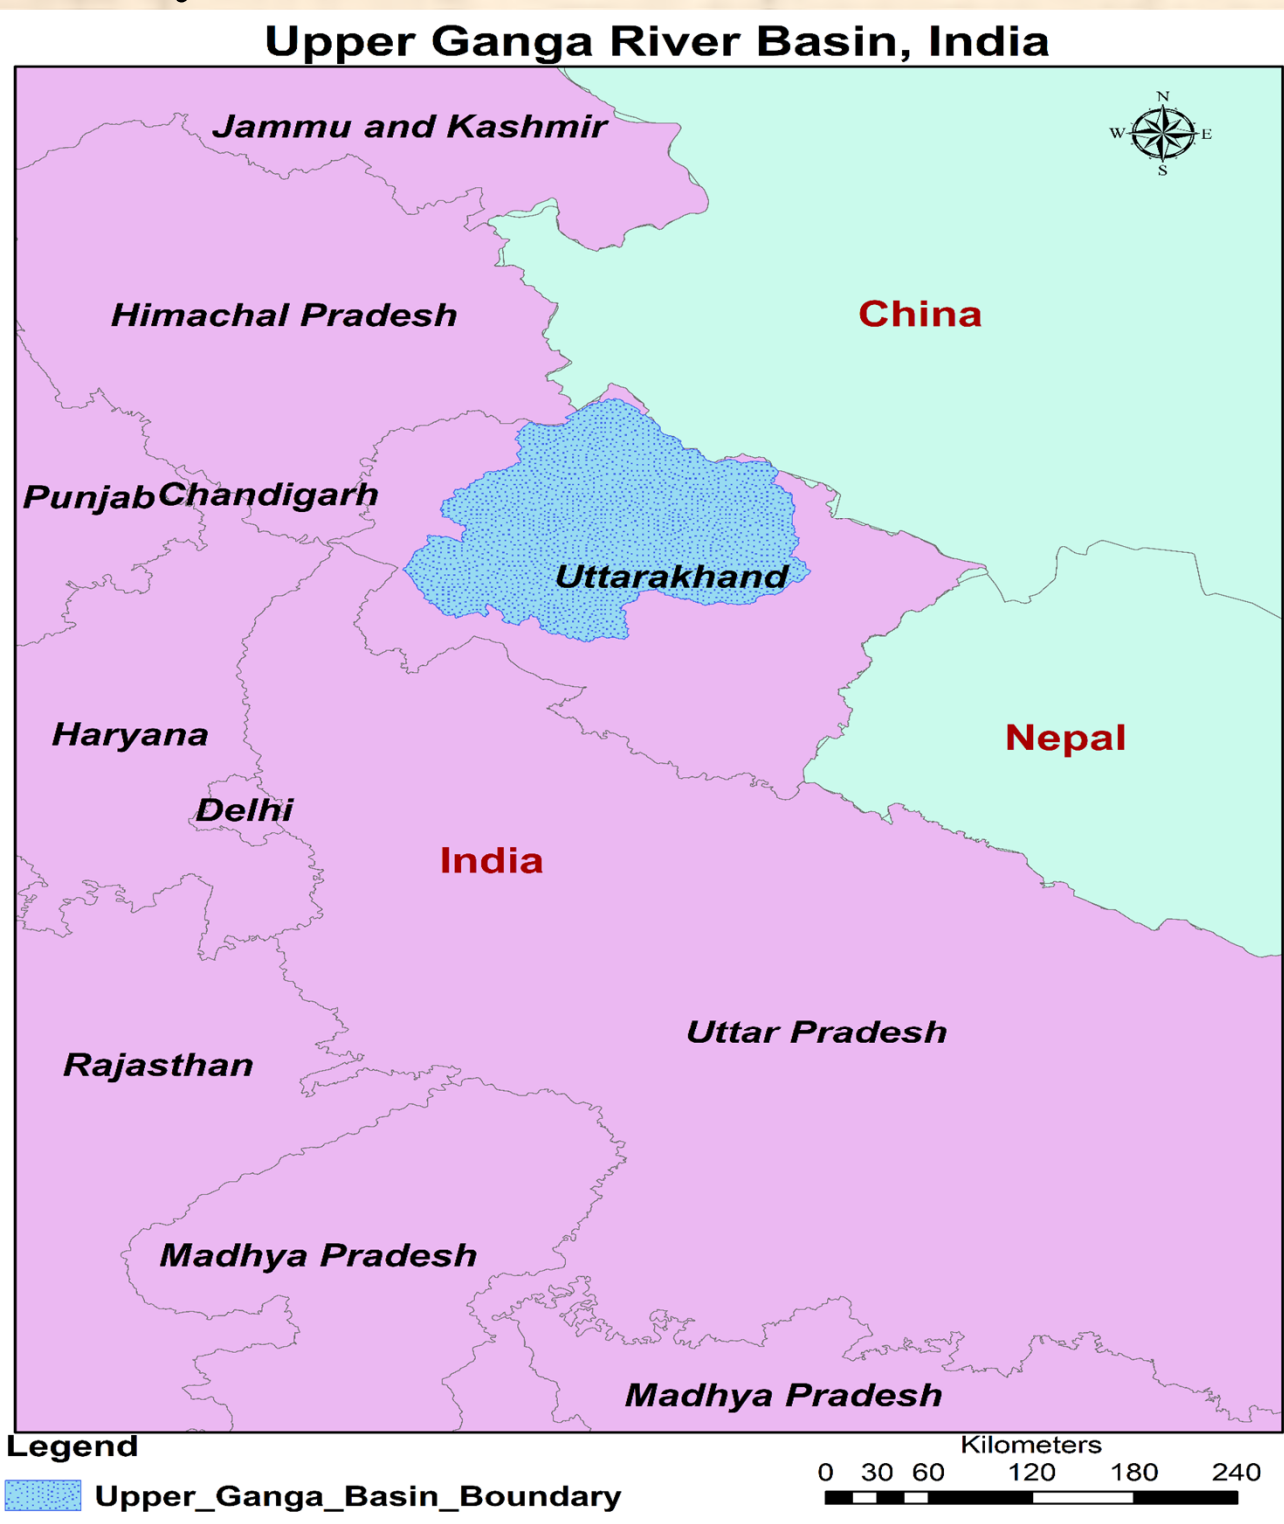 Upper Ganga River Basin, India
Jammu and Kashmir
N
W E
S
Himachal Pradesh
China
Punjab Chandigarh
Uttarakhand
Haryana
Nepal
Delhi
India
Uttar Pradesh
Rajasthan
Madhya Pradesh
Madhya Pradesh
Legend
Kilometers
0 30 60 120 180 240
Upper_Ganga_Basin_Boundary